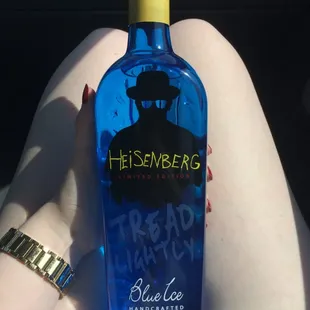 HEISENBERG
LIMITED EDITION
TREAD
LIGHTLY
Blue Ice
HANDCRAFTED